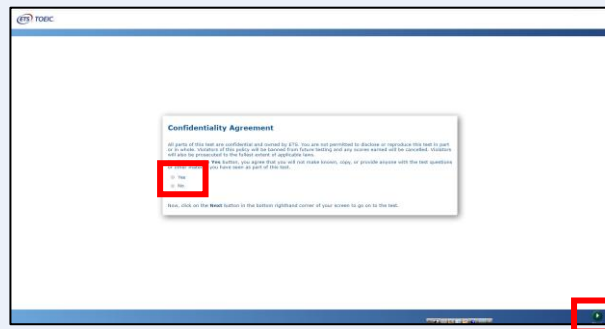 ETS TOEIC
Confidentiality Agreement
All parts of this test are confidential and owned by ETS. You are not permitted to disclose or reproduce this test in part
or in whole. Violators of this policy will be banned from future testing and any scores earned will be cancelled. Violators
will also be prosecuted to the fullest extent of applicable laws.
Yes button, you agree that you will not make known, copy, or provide anyone with the test questions
or other you have seen as part of this test.
Yes
No
Now, click on the Next button in the bottom righthand corner of your screen to go on to the test.